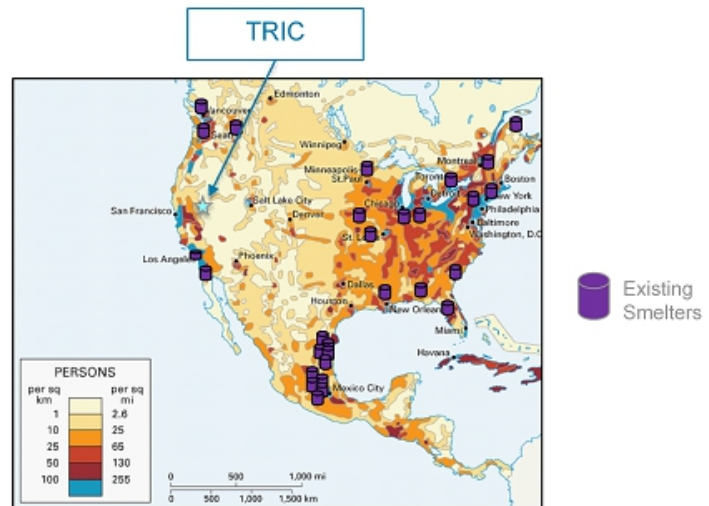 TRIC
Edmonton
Vancouver
Winnipeg
Minneapolis
St.Paul
Montreal
Toronto
Boston
Detroit
New York
Chicago
Salt Lake City
Philadelphia
San Francisco
Denver
Baltimore
Washington, D.C
Los Angeles
Phoenix
Dallas
Houston
New Orleans
Miami
Havana
Mexico City
Existing
Smelters
PERSONS
per sq per sq
km mi
1 2.6
10 25
25 65
50 130
100 255
0 500 1,000 mi
0 500 1,000 1,500 km